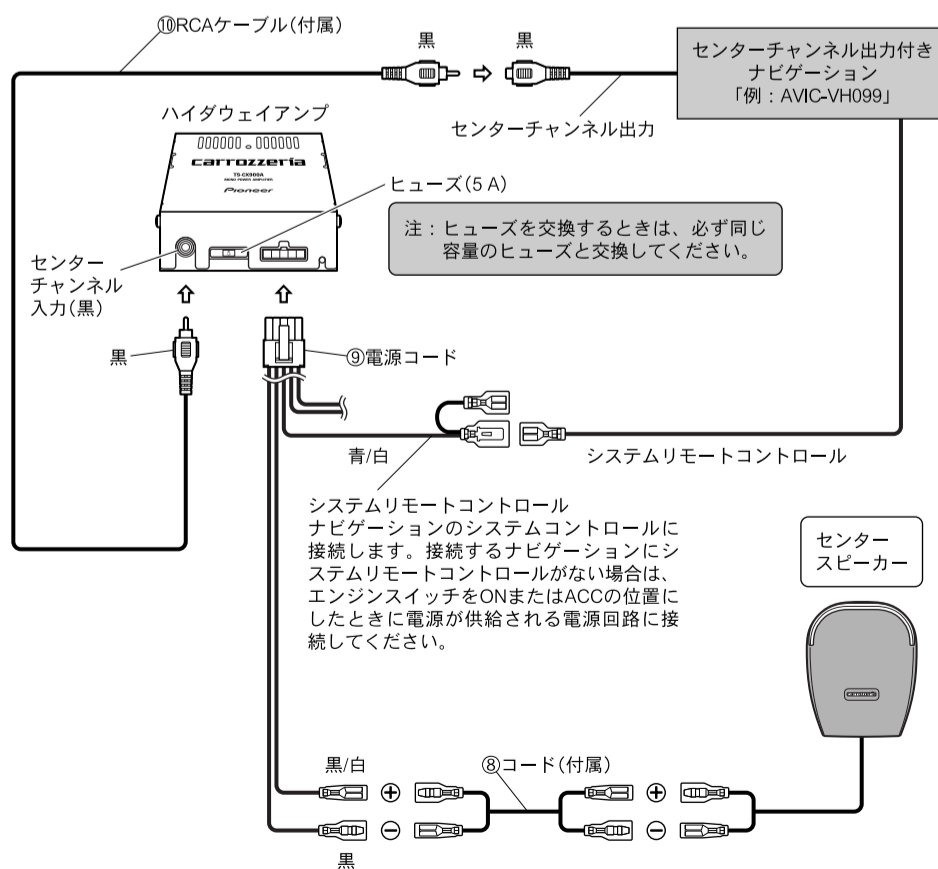 ⑩RCAケーブル(付属)
黒
黒
センターチャンネル出力付き
ナビゲーション
「例：AVIC-VH099」
センターチャンネル出力
ハイダウェイアンプ
carrozzeria
TS-CX900A
MONO POWER AMPLIFIER
Pioneer
ヒューズ(5 A)
注：ヒューズを交換するときは、必ず同じ
容量のヒューズと交換してください。
センター
チャンネル
入力(黒)
黒
⑨電源コード
青/白
システムリモートコントロール
システムリモートコントロール
ナビゲーションのシステムコントロールに
接続します。接続するナビゲーションにシ
ステムリモートコントロールがない場合は、
エンジンスイッチをONまたはACCの位置に
したときに電源が供給される電源回路に接
続してください。
センター
スピーカー
黒/白
⑧コード(付属)
⊕
⊕
⊖
⊖
黒